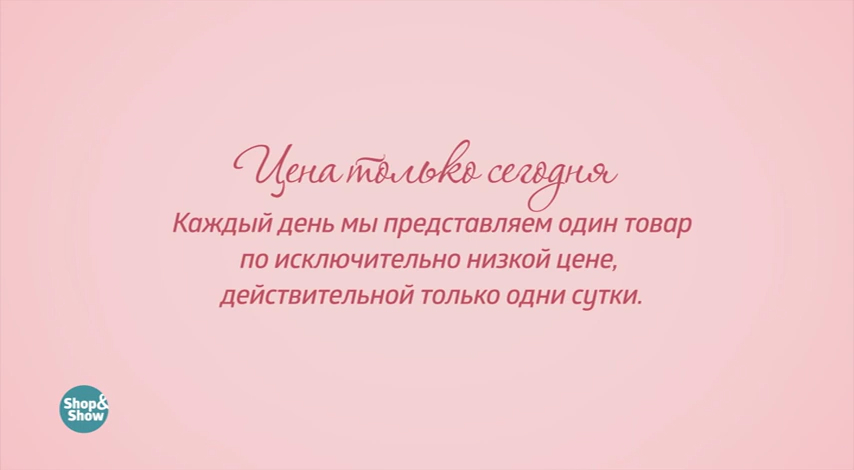 Цена только сегодня
Каждый день мы представляем один товар
по исключительно низкой цене,
действительной только одни сутки.
Shop&
Show